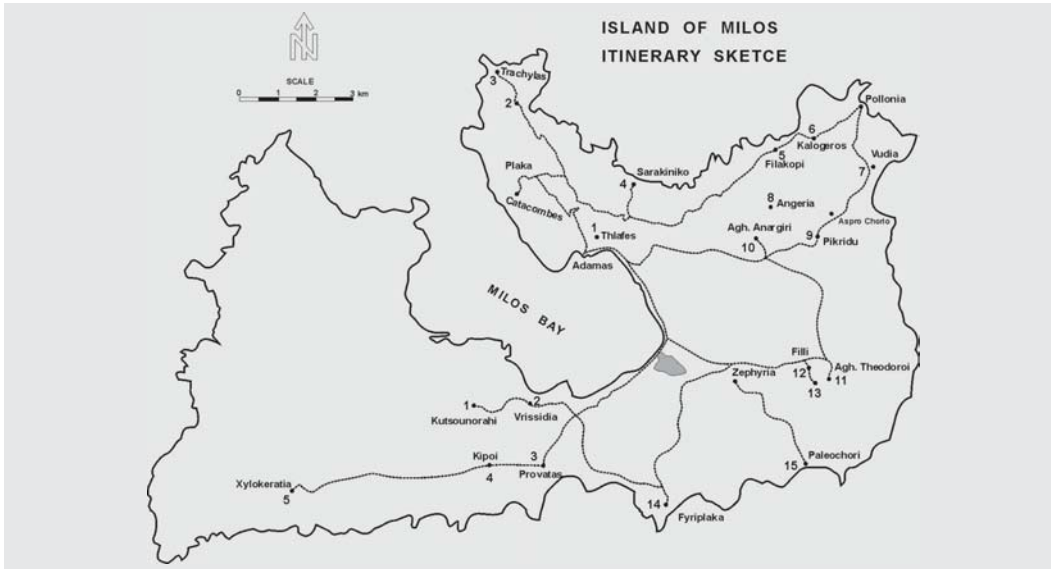 ISLAND OF MILOS
ITINERARY SKETCE
N
SCALE
0 1 2 3 km
3 Trachylas
2
Pollonia
6
Kalogeros
5
Filakopi
Vudia
7
Plaka
Sarakiniko
4
Catacombes
8
Angeria
Aspro Chorio
1
Thlafes
Agh. Anargiri
10
9
Pikridu
Adamas
MILOS BAY
Filli
12
13
Agh. Theodoroi
11
Zephyria
1
Kutsounorahi
2
Vrissidia
Kipoi
4
3
Provatas
Xylokeratia
5
15 Paleochori
14
Fyriplaka